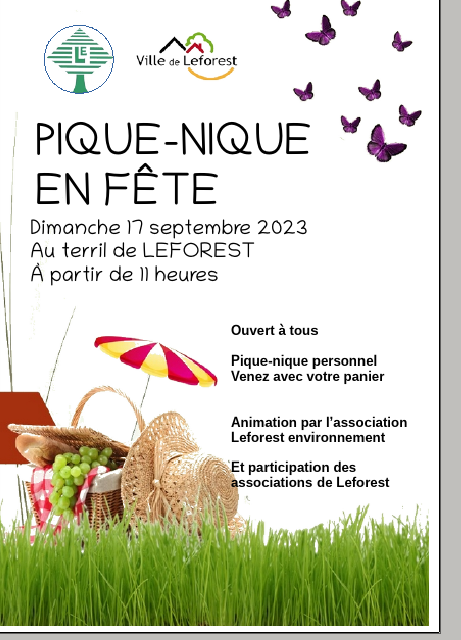 LE
Ville de Leforest
PIQUE-NIQUE
EN FÊTE
Dimanche 17 septembre 2023
Au terril de LEFOREST
À partir de 11 heures
Ouvert à tous
Pique-nique personnel
Venez avec votre panier
Animation par l'association
Leforest environnement
Et participation des
associations de Leforest